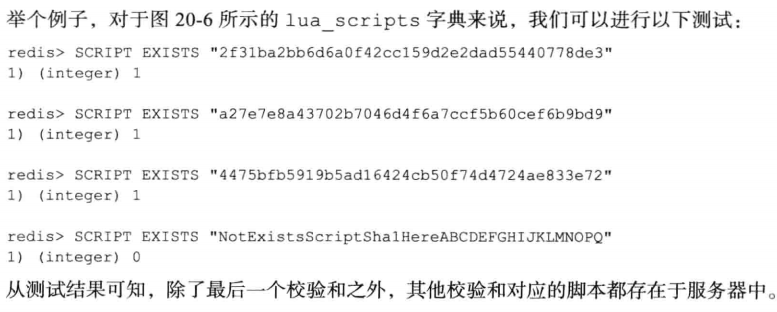 举个例子，对于图 20-6 所示的 lua_scripts 字典来说，我们可以进行以下测试：
redis> SCRIPT EXISTS "2f31ba2bb6d6a0f42cc159d2e2dad55440778de3"
1) (integer) 1
redis> SCRIPT EXISTS "a27e7e8a43702b7046d4f6a7ccf5b60cef6b9bd9"
1) (integer) 1
redis> SCRIPT EXISTS "4475bfb5919b5ad16424cb50f74d4724ae833e72"
1) (integer) 1
redis> SCRIPT EXISTS "NotExistsScriptSha1HereABCDEFGHIJKLMNOPQ"
1) (integer) 0
从测试结果可知，除了最后一个校验和之外，其他校验和对应的脚本都存在于服务器中。